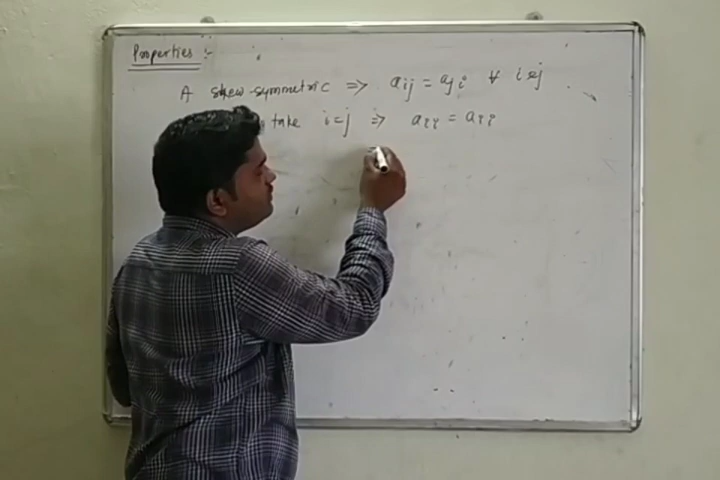 Properties :-
A skew-symmetric => aij = aji ∀ i & j
take i=j => aii = aii
=